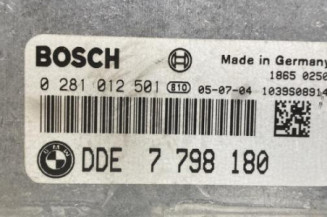 BOSCH
Made in Germany
1865 0250
0 281 012 501 810 05-07-04 1039S08914
BMW
DDE 7 798 180